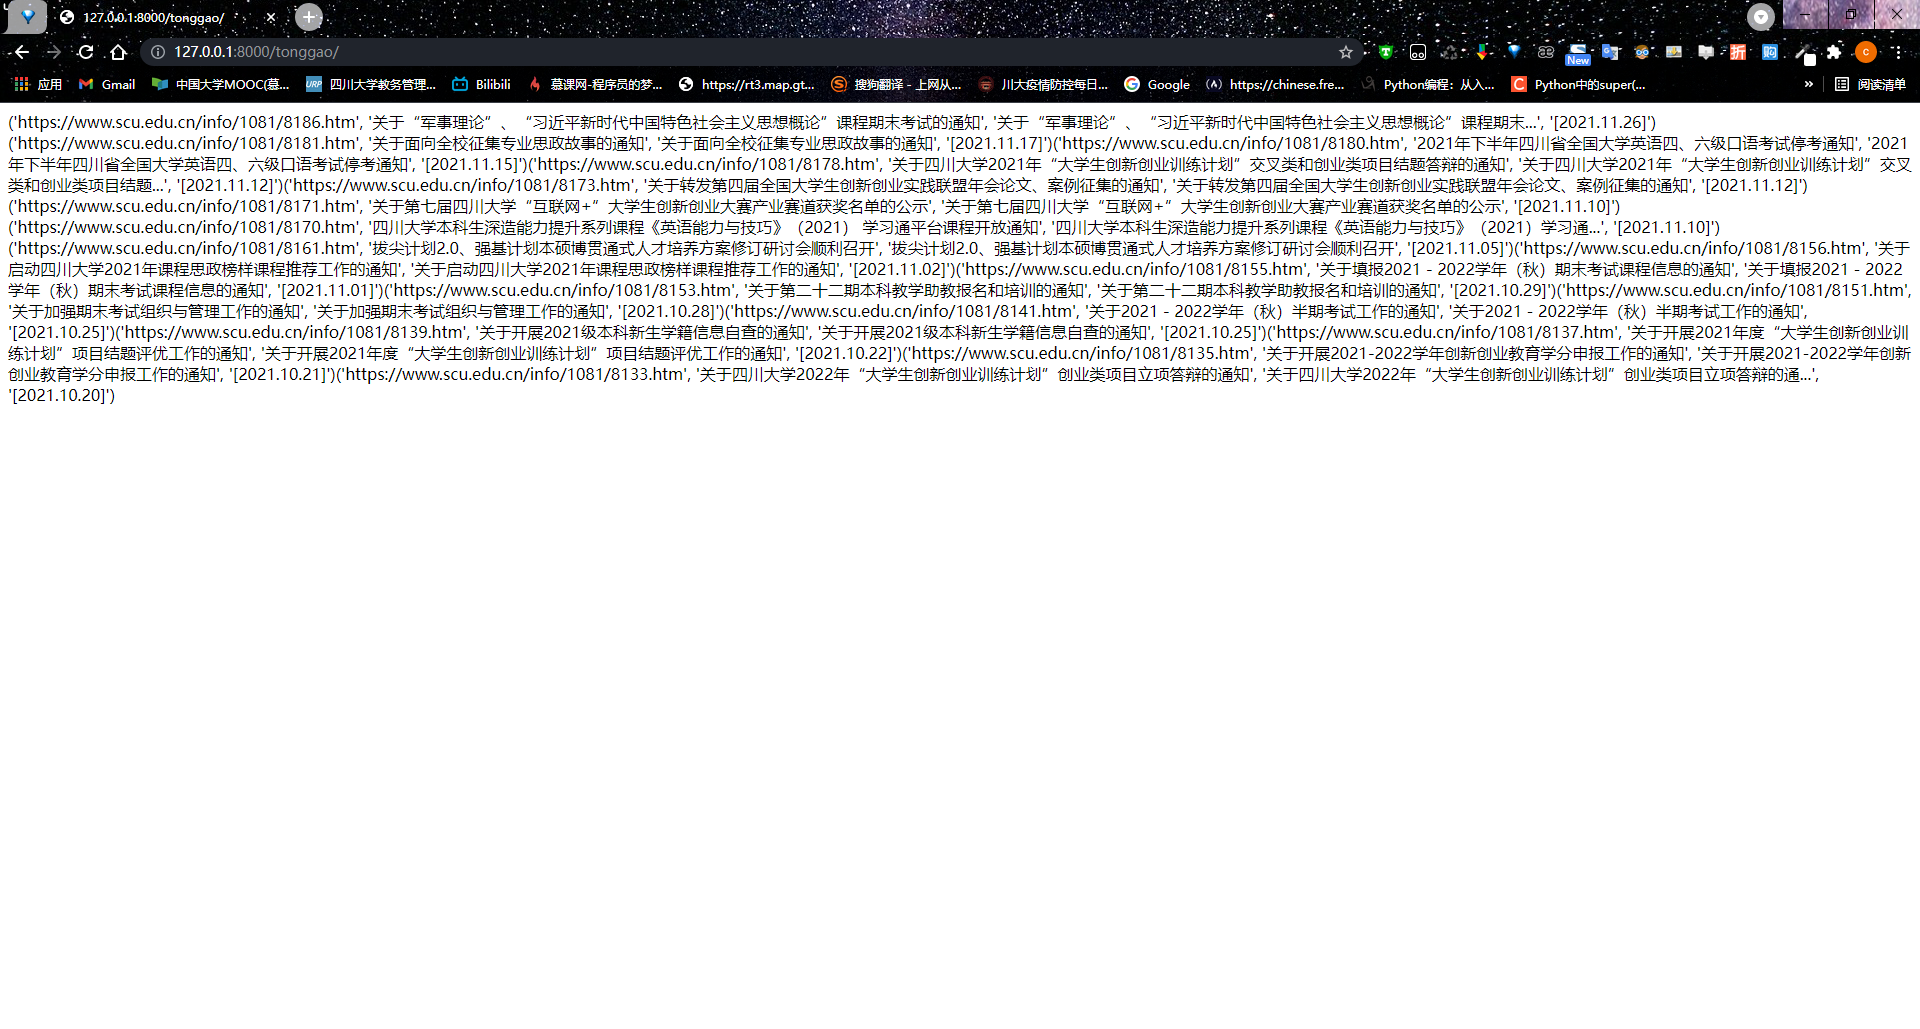 127.0.0.1:8000/tonggao/
127.0.0.1:8000/tonggao/
New
应用 Gmail 中国大学MOOC(慕... URP 四川大学教务管理... Bilibili 慕课网-程序员的梦... https://rt3.map.gt... 搜狗翻译 - 上网从... 川大疫情防控每日... Google https://chinese.fre... Python编程：从入... Python中的super(... » 阅读清单
('https://www.scu.edu.cn/info/1081/8186.htm', '关于“军事理论”、“习近平新时代中国特色社会主义思想概论”课程期末考试的通知', '关于“军事理论”、“习近平新时代中国特色社会主义思想概论”课程期末...', '[2021.11.26]')
('https://www.scu.edu.cn/info/1081/8181.htm', '关于面向全校征集专业思政故事的通知', '关于面向全校征集专业思政故事的通知', '[2021.11.17]')('https://www.scu.edu.cn/info/1081/8180.htm', '2021年下半年四川省全国大学英语四、六级口语考试停考通知', '2021
年下半年四川省全国大学英语四、六级口语考试停考通知', '[2021.11.15]')('https://www.scu.edu.cn/info/1081/8178.htm', '关于四川大学2021年“大学生创新创业训练计划”交叉类和创业类项目结题答辩的通知', '关于四川大学2021年“大学生创新创业训练计划”交叉
类和创业类项目结题...', '[2021.11.12]')('https://www.scu.edu.cn/info/1081/8173.htm', '关于转发第四届全国大学生创新创业实践联盟年会论文、案例征集的通知', '关于转发第四届全国大学生创新创业实践联盟年会论文、案例征集的通知', '[2021.11.12]')
('https://www.scu.edu.cn/info/1081/8171.htm', '关于第七届四川大学“互联网+”大学生创新创业大赛产业赛道获奖名单的公示', '关于第七届四川大学“互联网+”大学生创新创业大赛产业赛道获奖名单的公示', '[2021.11.10]')
('https://www.scu.edu.cn/info/1081/8170.htm', '四川大学本科生深造能力提升系列课程《英语能力与技巧》（2021） 学习通平台课程开放通知', '四川大学本科生深造能力提升系列课程《英语能力与技巧》（2021）学习通...', '[2021.11.10]')
('https://www.scu.edu.cn/info/1081/8161.htm', '拔尖计划2.0、强基计划本硕博贯通式人才培养方案修订研讨会顺利召开', '拔尖计划2.0、强基计划本硕博贯通式人才培养方案修订研讨会顺利召开', '[2021.11.05]')('https://www.scu.edu.cn/info/1081/8156.htm', '关于
启动四川大学2021年课程思政榜样课程推荐工作的通知', '关于启动四川大学2021年课程思政榜样课程推荐工作的通知', '[2021.11.02]')('https://www.scu.edu.cn/info/1081/8155.htm', '关于填报2021 - 2022学年（秋）期末考试课程信息的通知', '关于填报2021 - 2022
学年（秋）期末考试课程信息的通知', '[2021.11.01]')('https://www.scu.edu.cn/info/1081/8153.htm', '关于第二十二期本科教学助教报名和培训的通知', '关于第二十二期本科教学助教报名和培训的通知', '[2021.10.29]')('https://www.scu.edu.cn/info/1081/8151.htm',
'关于加强期末考试组织与管理工作的通知', '关于加强期末考试组织与管理工作的通知', '[2021.10.28]')('https://www.scu.edu.cn/info/1081/8141.htm', '关于2021 - 2022学年（秋）半期考试工作的通知', '关于2021 - 2022学年（秋）半期考试工作的通知',
'[2021.10.25]')('https://www.scu.edu.cn/info/1081/8139.htm', '关于开展2021级本科新生学籍信息自查的通知', '关于开展2021级本科新生学籍信息自查的通知', '[2021.10.25]')('https://www.scu.edu.cn/info/1081/8137.htm', '关于开展2021年度“大学生创新创业训
练计划”项目结题评优工作的通知', '关于开展2021年度“大学生创新创业训练计划”项目结题评优工作的通知', '[2021.10.22]')('https://www.scu.edu.cn/info/1081/8135.htm', '关于开展2021-2022学年创新创业教育学分申报工作的通知', '关于开展2021-2022学年创新
创业教育学分申报工作的通知', '[2021.10.21]')('https://www.scu.edu.cn/info/1081/8133.htm', '关于四川大学2022年“大学生创新创业训练计划”创业类项目立项答辩的通知', '关于四川大学2022年“大学生创新创业训练计划”创业类项目立项答辩的通...',
'[2021.10.20]')